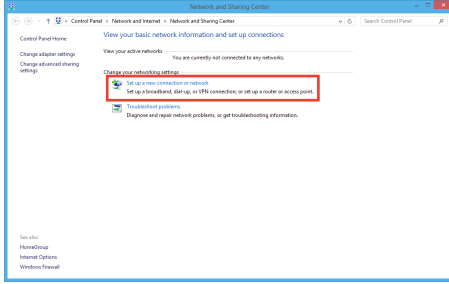 Network and Sharing Center
Control Panel › Network and Internet › Network and Sharing Center
Search Control Panel
Control Panel Home
Change adapter settings
Change advanced sharing
settings
View your basic network information and set up connections
View your active networks
You are currently not connected to any networks.
Change your networking settings
Set up a new connection or network
Set up a broadband, dial-up, or VPN connection; or set up a router or access point.
Troubleshoot problems
Diagnose and repair network problems, or get troubleshooting information.
See also
HomeGroup
Internet Options
Windows Firewall